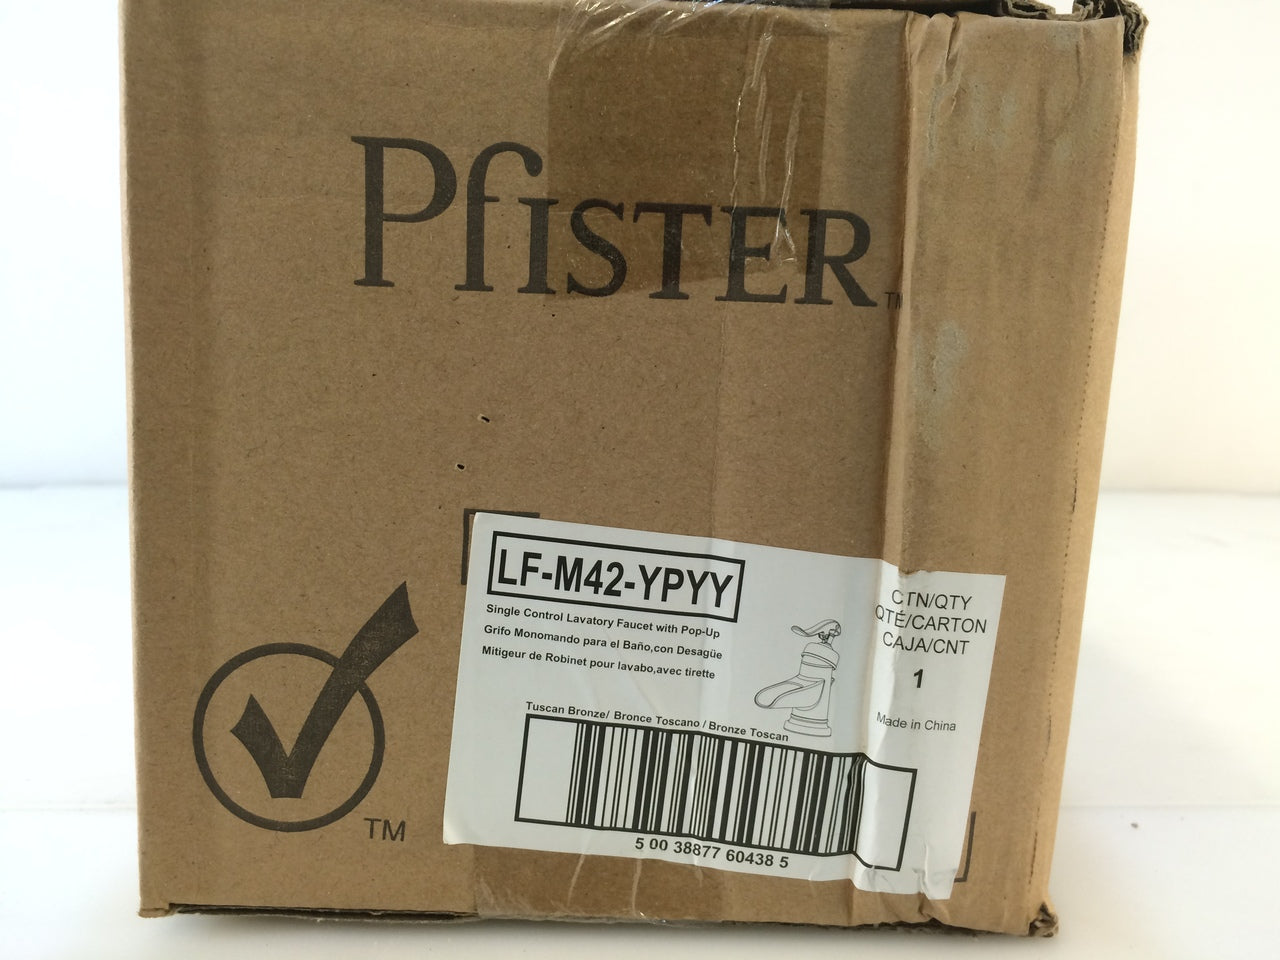 PfISTER™
LF-M42-YPYY
Single Control Lavatory Faucet with Pop-Up
Grifo Monomando para el Baño,con Desagüe
Mitigeur de Robinet pour lavabo,avec tirette
CTN/QTY
QTÉ/CARTON
CAJA/CNT
1
Made in China
Tuscan Bronze/ Bronce Toscano / Bronze Toscan
5 00 38877 60438 5
TM